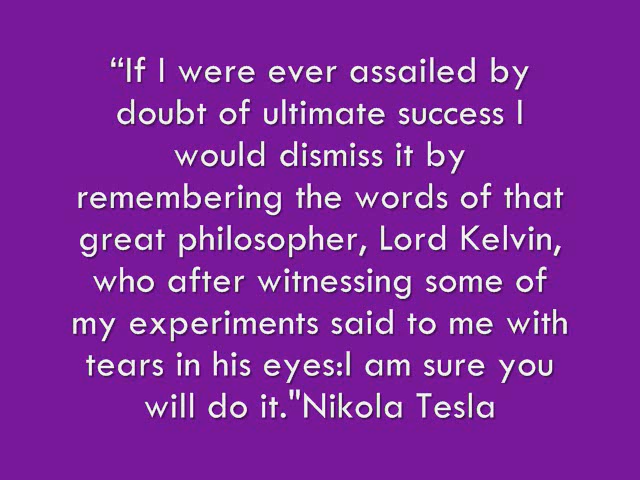 “If I were ever assailed by
doubt of ultimate success I
would dismiss it by
remembering the words of that
great philosopher, Lord Kelvin,
who after witnessing some of
my experiments said to me with
tears in his eyes:I am sure you
will do it."Nikola Tesla